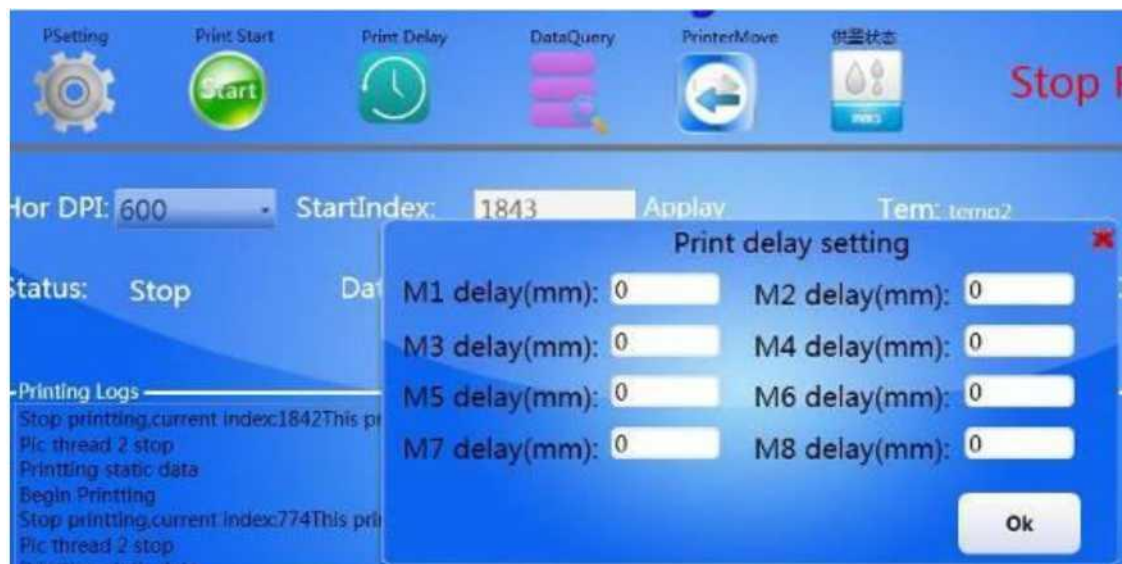 PSetting Print Start Print Delay DataQuery PrinterMove 供墨状态
Start
INKS
Stop
Hor DPI: 600 StartIndex: 1843 Applay Tem: temp2
Print delay setting
Status: Stop
M1 delay(mm): 0 M2 delay(mm): 0
M3 delay(mm): 0 M4 delay(mm): 0
Printing Logs
M5 delay(mm): 0 M6 delay(mm): 0
Stop printting,current index:1842This
Pic thread 2 stop
M7 delay(mm): 0 M8 delay(mm): 0
Printting static data
Begin Printting
Stop printting,current index:774This
Ok
Pic thread 2 stop